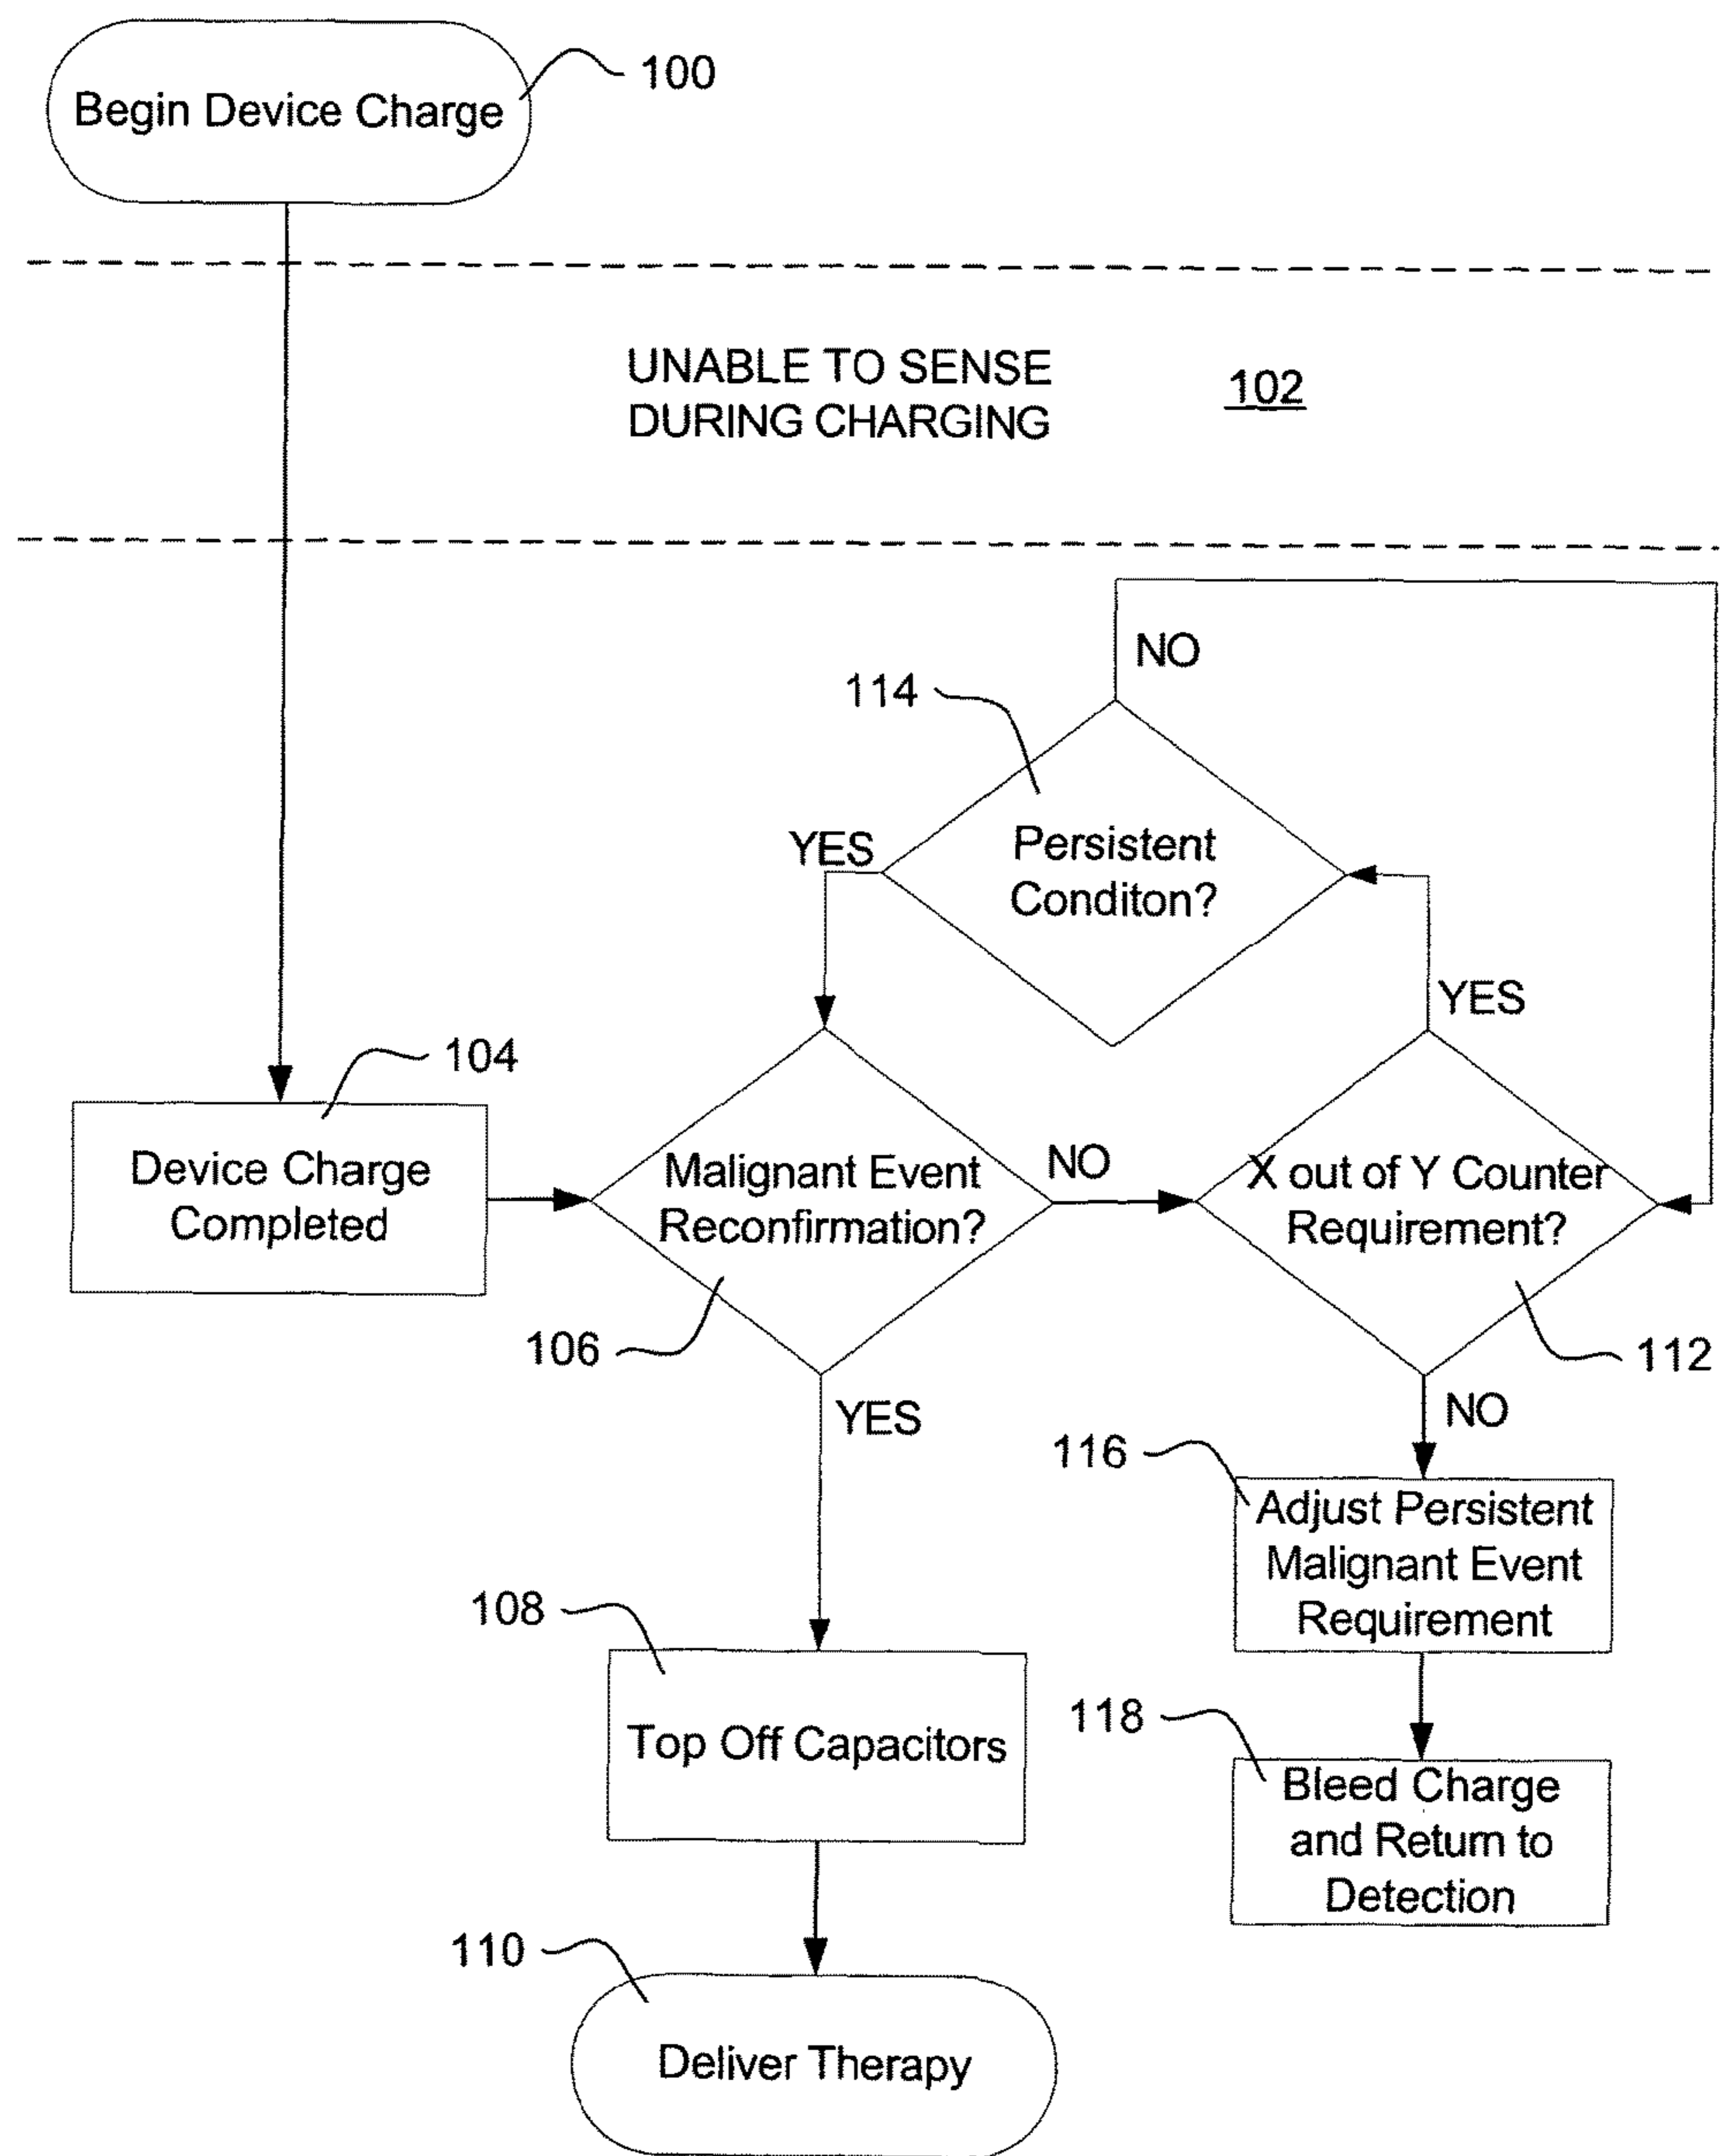 Begin Device Charge
100
UNABLE TO SENSE
DURING CHARGING
102
NO
114
YES
Persistent
Conditon?
YES
104
Device Charge
Completed
Malignant Event
Reconfirmation?
NO
X out of Y Counter
Requirement?
106
112
YES
NO
116
Adjust Persistent
Malignant Event
Requirement
108
Top Off Capacitors
118
Bleed Charge
and Return to
Detection
110
Deliver Therapy